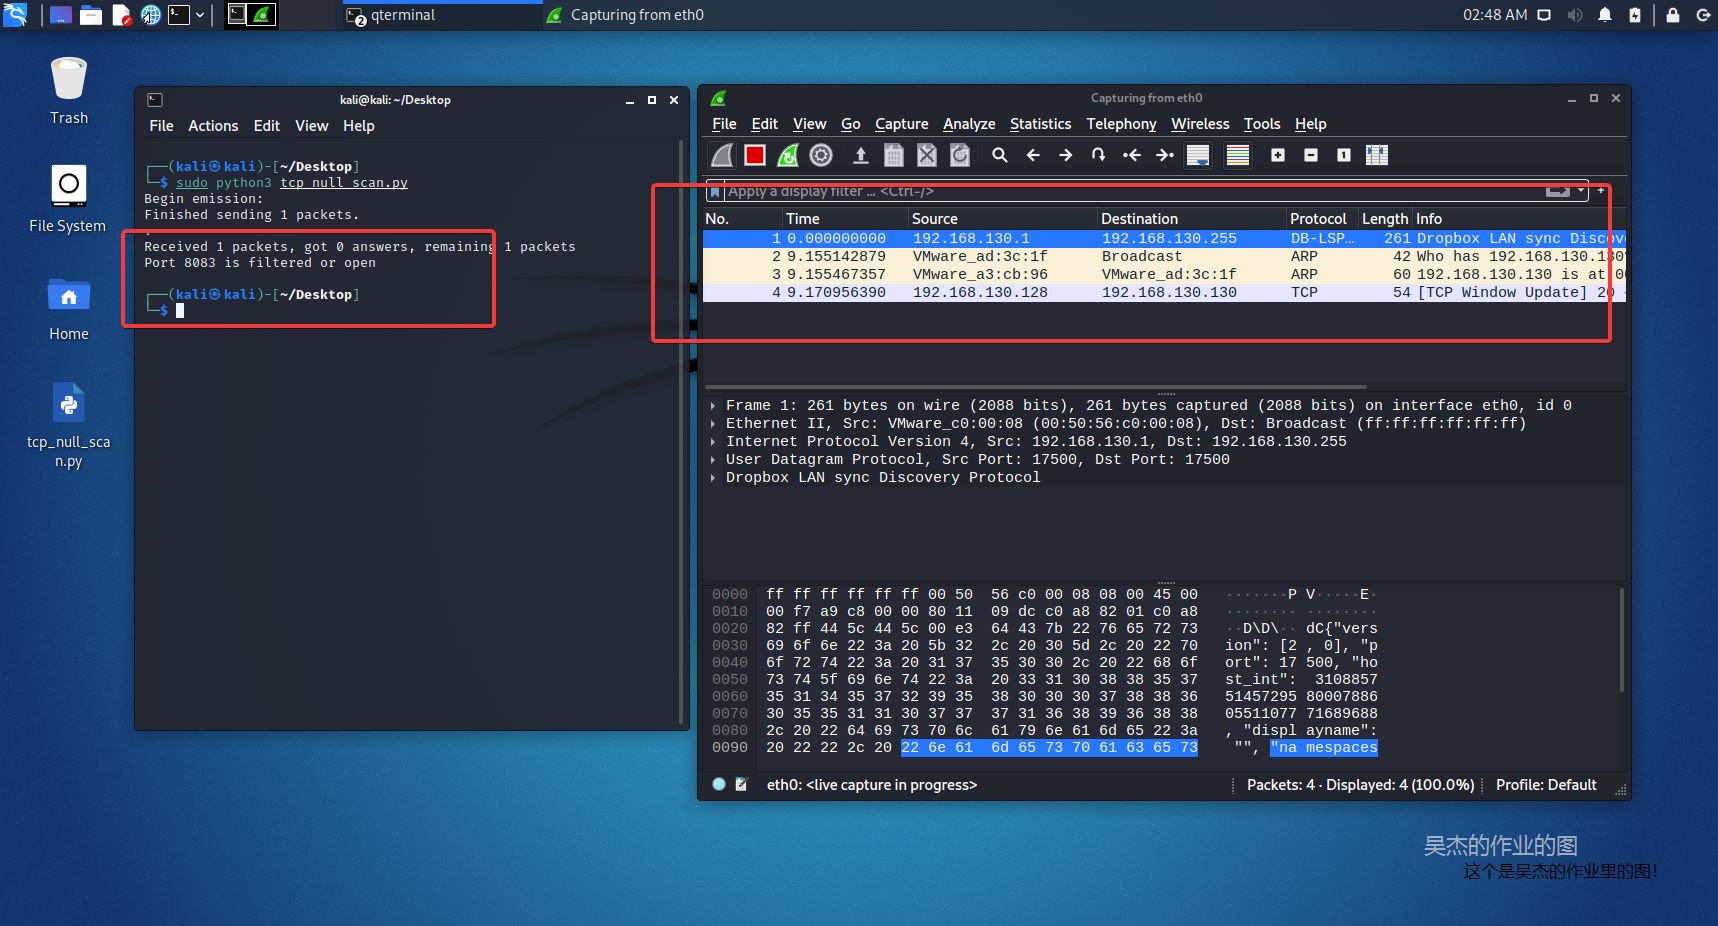 qterminal
Capturing from eth0
02:48 AM
Trash
File System
Home
tcp_null_sca
n.py
kali@kali: ~/Desktop
File Actions Edit View Help
┌──(kali㉿kali)-[~/Desktop]
└─$ sudo python3 tcp_null_scan.py
Begin emission:
Finished sending 1 packets.
.
Received 1 packets, got 0 answers, remaining 1 packets
Port 8083 is filtered or open
┌──(kali㉿kali)-[~/Desktop]
└─$
Capturing from eth0
File Edit View Go Capture Analyze Statistics Telephony Wireless Tools Help
Apply a display filter ... <Ctrl-/>
No. Time Source Destination Protocol Length Info
1 0.000000000 192.168.130.1 192.168.130.255 DB-LSP… 261 Dropbox LAN sync Discov
2 9.155142879 VMware_ad:3c:1f Broadcast ARP 42 Who has 192.168.130.130?
3 9.155467357 VMware_a3:cb:96 VMware_ad:3c:1f ARP 60 192.168.130.130 is at 00
4 9.170956390 192.168.130.128 192.168.130.130 TCP 54 [TCP Window Update] 20
Frame 1: 261 bytes on wire (2088 bits), 261 bytes captured (2088 bits) on interface eth0, id 0
Ethernet II, Src: VMware_c0:00:08 (00:50:56:c0:00:08), Dst: Broadcast (ff:ff:ff:ff:ff:ff)
Internet Protocol Version 4, Src: 192.168.130.1, Dst: 192.168.130.255
User Datagram Protocol, Src Port: 17500, Dst Port: 17500
Dropbox LAN sync Discovery Protocol
0000 ff ff ff ff ff ff 00 50 56 c0 00 08 08 00 45 00 ·······P V·····E·
0010 00 f7 a9 c8 00 00 80 11 09 dc c0 a8 82 01 c0 a8 ········ ········
0020 82 ff 44 5c 44 5c 00 e3 64 43 7b 22 76 65 72 73 ··D\D\·· dC{"vers
0030 69 6f 6e 22 3a 20 5b 32 2c 20 30 5d 2c 20 22 70 ion": [2 , 0], "p
0040 6f 72 74 22 3a 20 31 37 35 30 30 2c 20 22 68 6f ort": 17 500, "ho
0050 73 74 5f 69 6e 74 22 3a 20 33 31 30 38 38 35 37 st_int": 3108857
0060 35 31 34 35 37 32 39 35 38 30 30 30 37 38 38 36 51457295 80007886
0070 30 35 35 31 31 30 37 37 37 31 36 38 39 36 38 38 05511077 71689688
0080 2c 20 22 64 69 73 70 6c 61 79 6e 61 6d 65 22 3a , "displ ayname":
0090 20 22 22 2c 20 22 6e 61 6d 65 73 70 61 63 65 73 "", "na mespaces
eth0: <live capture in progress>
Packets: 4 · Displayed: 4 (100.0%)
Profile: Default
吴杰的作业的图
这个是吴杰的作业里的图!